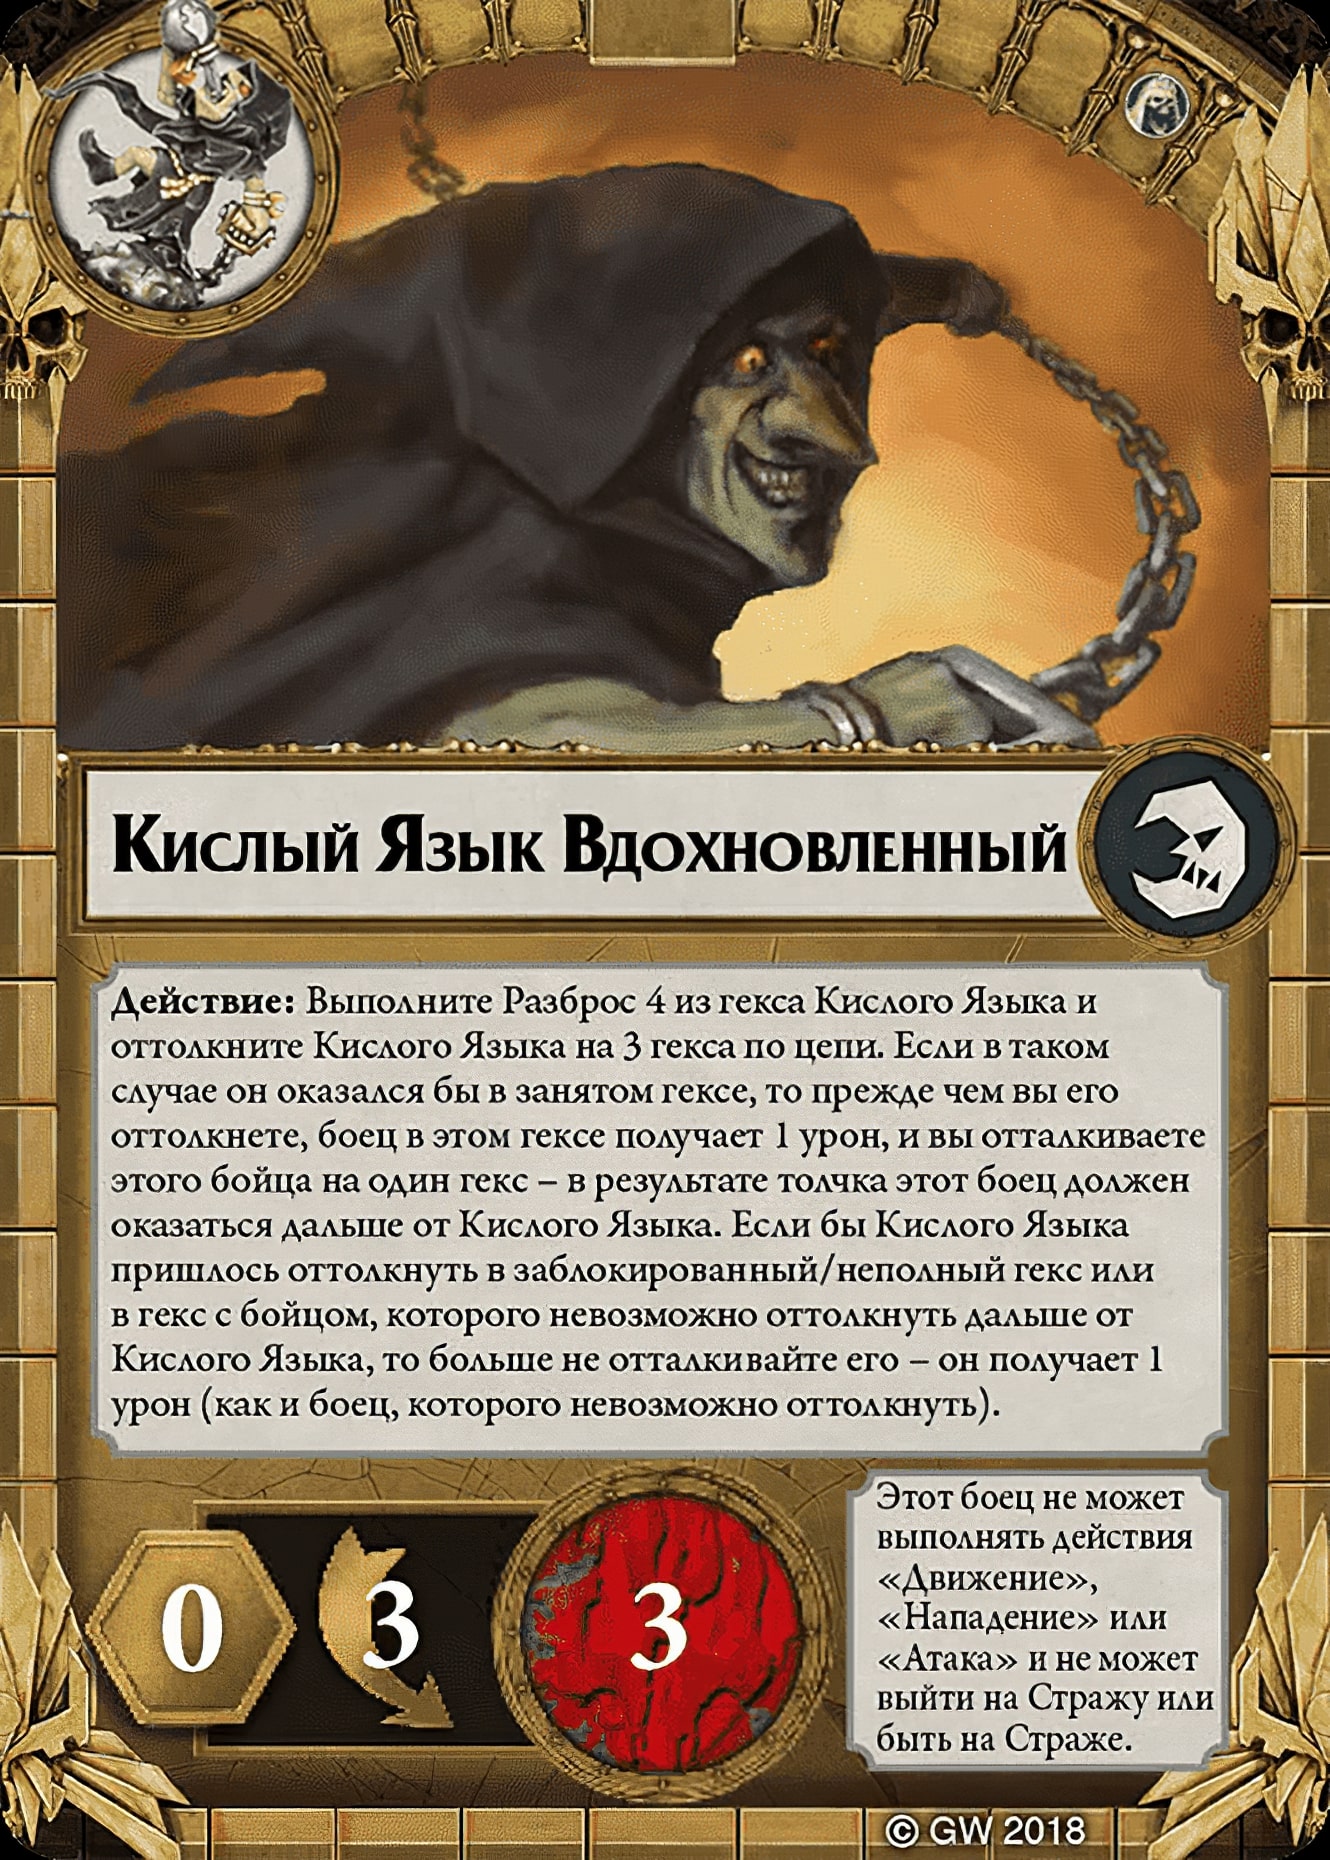 Кислый Язык Вдохновленный
Действие: Выполните Разброс 4 из гекса Кислого Языка и
оттолкните Кислого Языка на 3 гекса по цепи. Если в таком
случае он оказался бы в занятом гексе, то прежде чем вы его
оттолкнете, боец в этом гексе получает 1 урон, и вы отталкиваете
этого бойца на один гекс – в результате толчка этот боец должен
оказаться дальше от Кислого Языка. Если бы Кислого Языка
пришлось оттолкнуть в заблокированный/неполный гекс или
в гекс с бойцом, которого невозможно оттолкнуть дальше от
Кислого Языка, то больше не отталкивайте его – он получает 1
урон (как и боец, которого невозможно оттолкнуть).
0 3 3
Этот боец не может
выполнять действия
«Движение»,
«Нападение» или
«Атака» и не может
выйти на Стражу или
быть на Страже.
© GW 2018